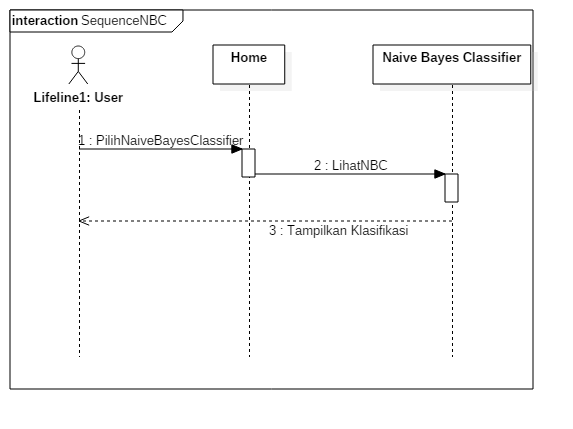 interaction SequenceNBC
Lifeline1: User
Home
Naive Bayes Classifier
1 : PilihNaiveBayesClassifier
2 : LihatNBC
3 : Tampilkan Klasifikasi